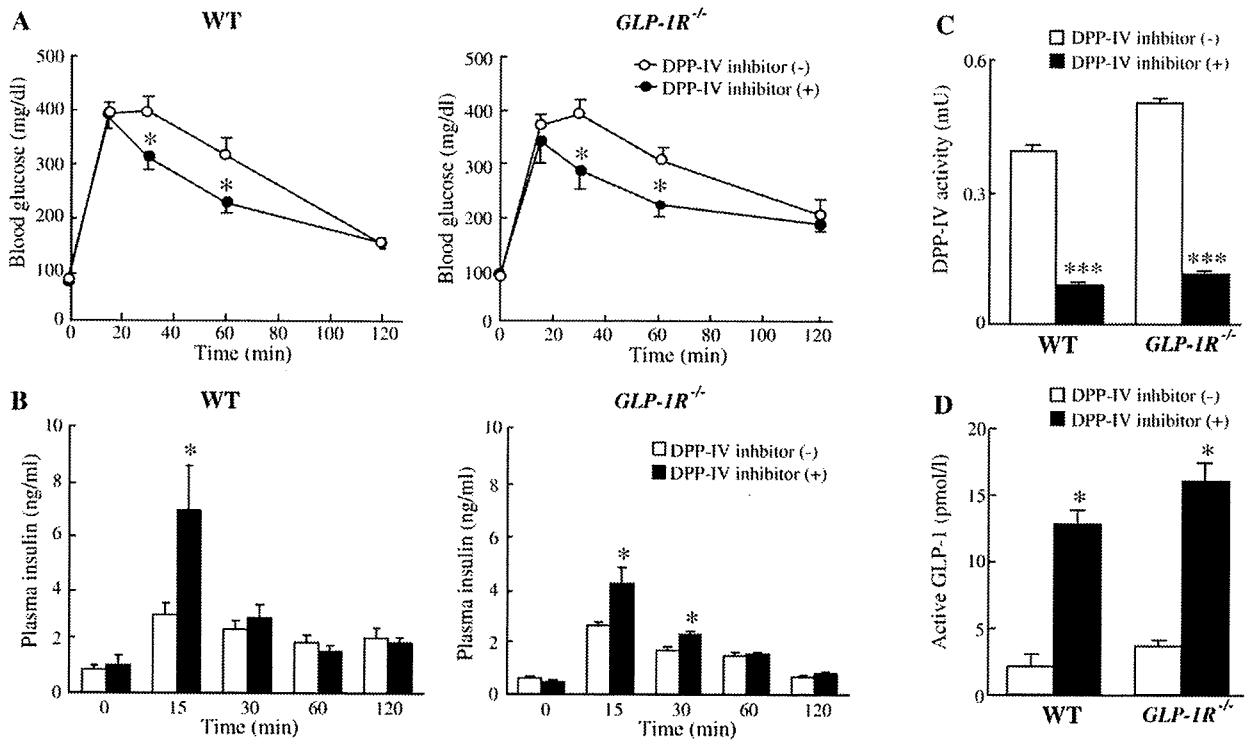 A
WT
GLP-1R-/-
Blood glucose (mg/dl)
500
400
300
200
100
0
0 20 40 60 80 100 120
Time (min)
Blood glucose (mg/dl)
500
400
300
200
100
0
DPP-IV inhbitor (-)
DPP-IV inhibitor (+)
*
*
*
*
0 20 40 60 80 100 120
Time (min)
C
DPP-IV inhbitor (-)
DPP-IV inhibitor (+)
DPP-IV activity (mU)
0.6
0.3
0
***
***
WT
GLP-1R-/-
B
WT
GLP-1R-/-
Plasma insulin (ng/ml)
10
8
6
4
2
0
*
0 15 30 60 120
Time (min)
Plasma insulin (ng/ml)
10
8
6
4
2
0
DPP-IV inhbitor (-)
DPP-IV inhibitor (+)
*
*
0 15 30 60 120
Time (min)
D
DPP-IV inhbitor (-)
DPP-IV inhibitor (+)
Active GLP-1 (pmol/l)
20
15
10
5
0
*
*
WT
GLP-1R-/-